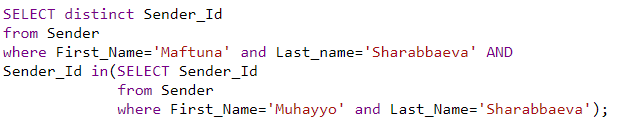 SELECT distinct Sender_Id
from Sender
where First_Name='Maftuna' and Last_name='Sharabbaeva' AND
Sender_Id in(SELECT Sender_Id
from Sender
where First_Name='Muhayyo' and Last_Name='Sharabbaeva');